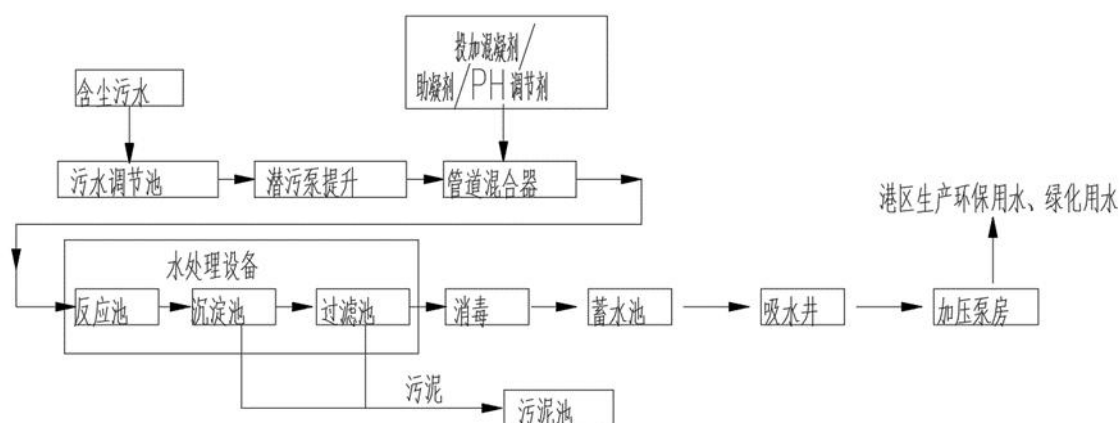 投加混凝剂/
助凝剂/PH调节剂
含尘污水
污水调节池
潜污泵提升
管道混合器
港区生产环保用水、绿化用水
水处理设备
反应池
沉淀池
过滤池
消毒
蓄水池
吸水井
加压泵房
污泥
污泥池